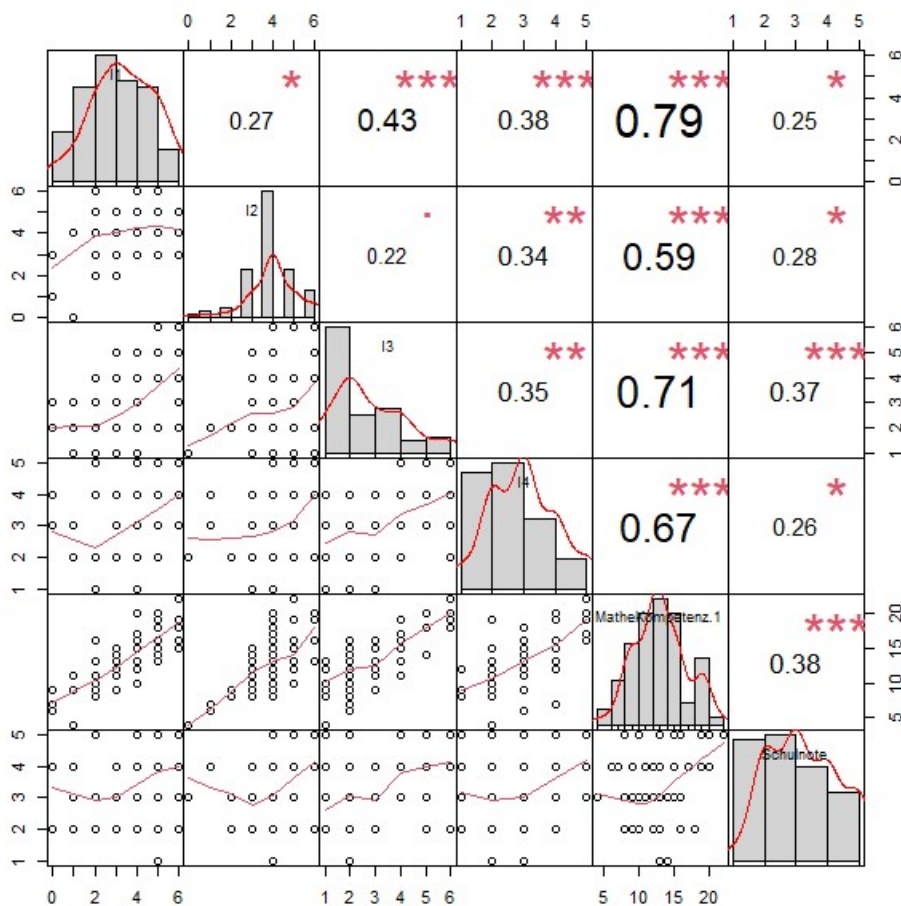 0 2 4 6 1 2 3 4 5 1 2 3 4 5
I1 * *** *** *** *
0.27 0.43 0.38 0.79 0.25
0 2 4 6
0 2 4 6
I2 . ** *** *
0.22 0.34 0.59 0.28
I3 ** *** ***
0.35 0.71 0.37
1 2 3 4 5 6
1 2 3 4 5
I4 *** *
0.67 0.26
MatheKompetenz.1 ***
0.38
5 10 15 20
1 2 3 4 5
Schulnote
0 2 4 6 1 2 3 4 5 6 5 10 15 20